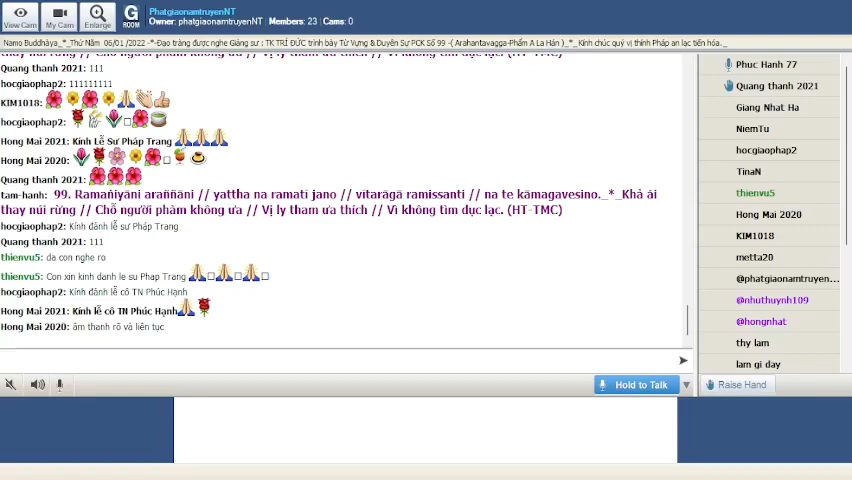 PhatgiaonamtruyenNT
Owner: phatgiaonamtruyenNT Members: 23 | Cams: 0
View Cam
My Cam
Enlarge
G
ROOM
Namo Buddhàya_*_Thứ Năm 06/01 /2022 -*-Đạo tràng được nghe Giảng sư : TK TRÍ ĐỨC trình bày Từ Vựng & Duyên Sự PCK Số 99 -( Arahantavagga-Phẩm A La Hán )_*_Kính chúc quý vị thính Pháp an lạc tiến hóa._
Quang thanh 2021: 111
hocgiaophap2: 111111111
KIM1018:
hocgiaophap2:
Hong Mai 2021: Kính Lễ Sư Pháp Trang
Hong Mai 2020:
Quang thanh 2021:
tam-hanh: 99. Ramaṇīyāni araññāni // yattha na ramatī jano // vītarāgā ramissanti // na te kāmagavesino._*_Khả ái
thay núi rừng // Chỗ người phàm không ưa // Vị ly tham ưa thích // Vì không tìm dục lạc. (HT-TMC)
hocgiaophap2: Kính đảnh lễ sư Pháp Trang
Quang thanh 2021: 111
thienvu5: da con nghe ro
thienvu5: Con xin kinh danh le su Phap Trang
hocgiaophap2: Kính đảnh lễ cô TN Phúc Hạnh
Hong Mai 2021: Kính lễ cô TN Phúc Hạnh
Hong Mai 2020: âm thanh rõ và liên tục
Hold to Talk
Raise Hand
Phuc Hanh 77
Quang thanh 2021
Giang Nhat Ha
NiemTu
hocgiaophap2
TinaN
thienvu5
Hong Mai 2020
KIM1018
metta20
@phatgiaonamtruyen...
@nhuthuynh109
@hongnhat
thy lam
lam gi day